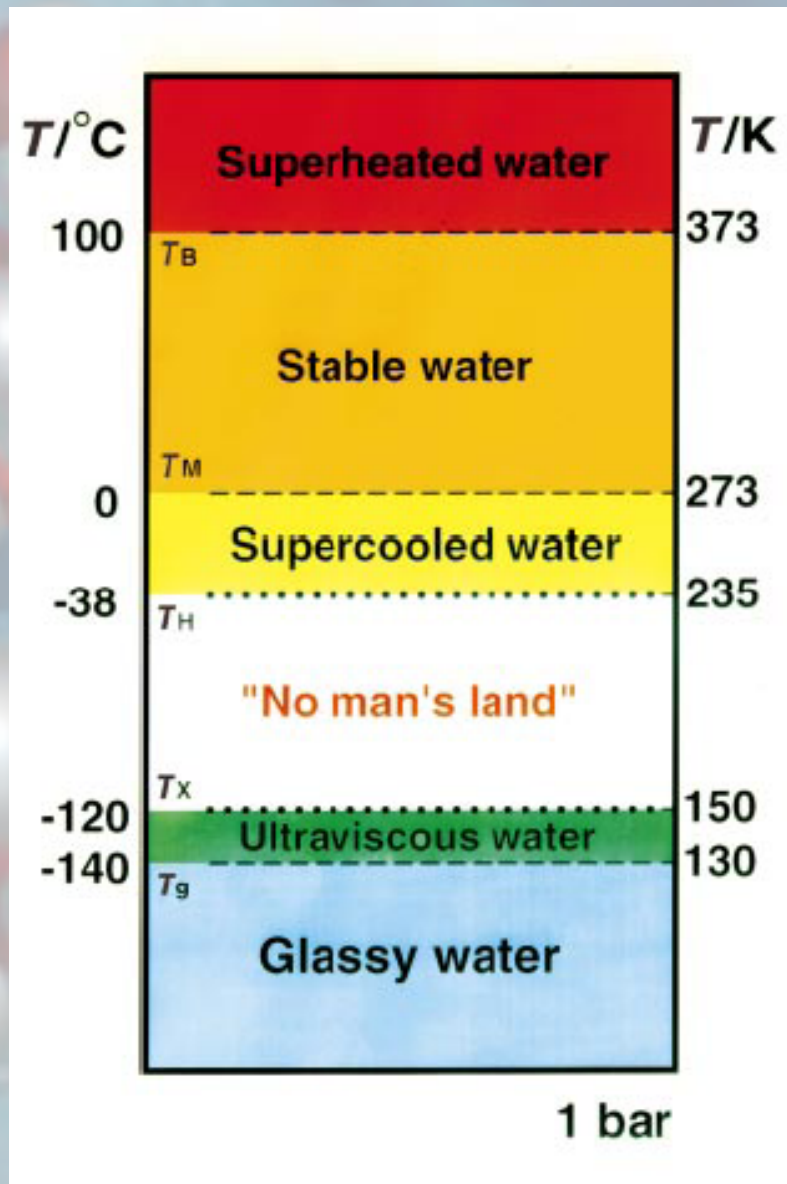 T/°C
T/K
Superheated water
100
373
TB
Stable water
TM
0
273
Supercooled water
-38
235
TH
"No man's land"
TX
-120
150
Ultraviscous water
-140
130
Tg
Glassy water
1 bar